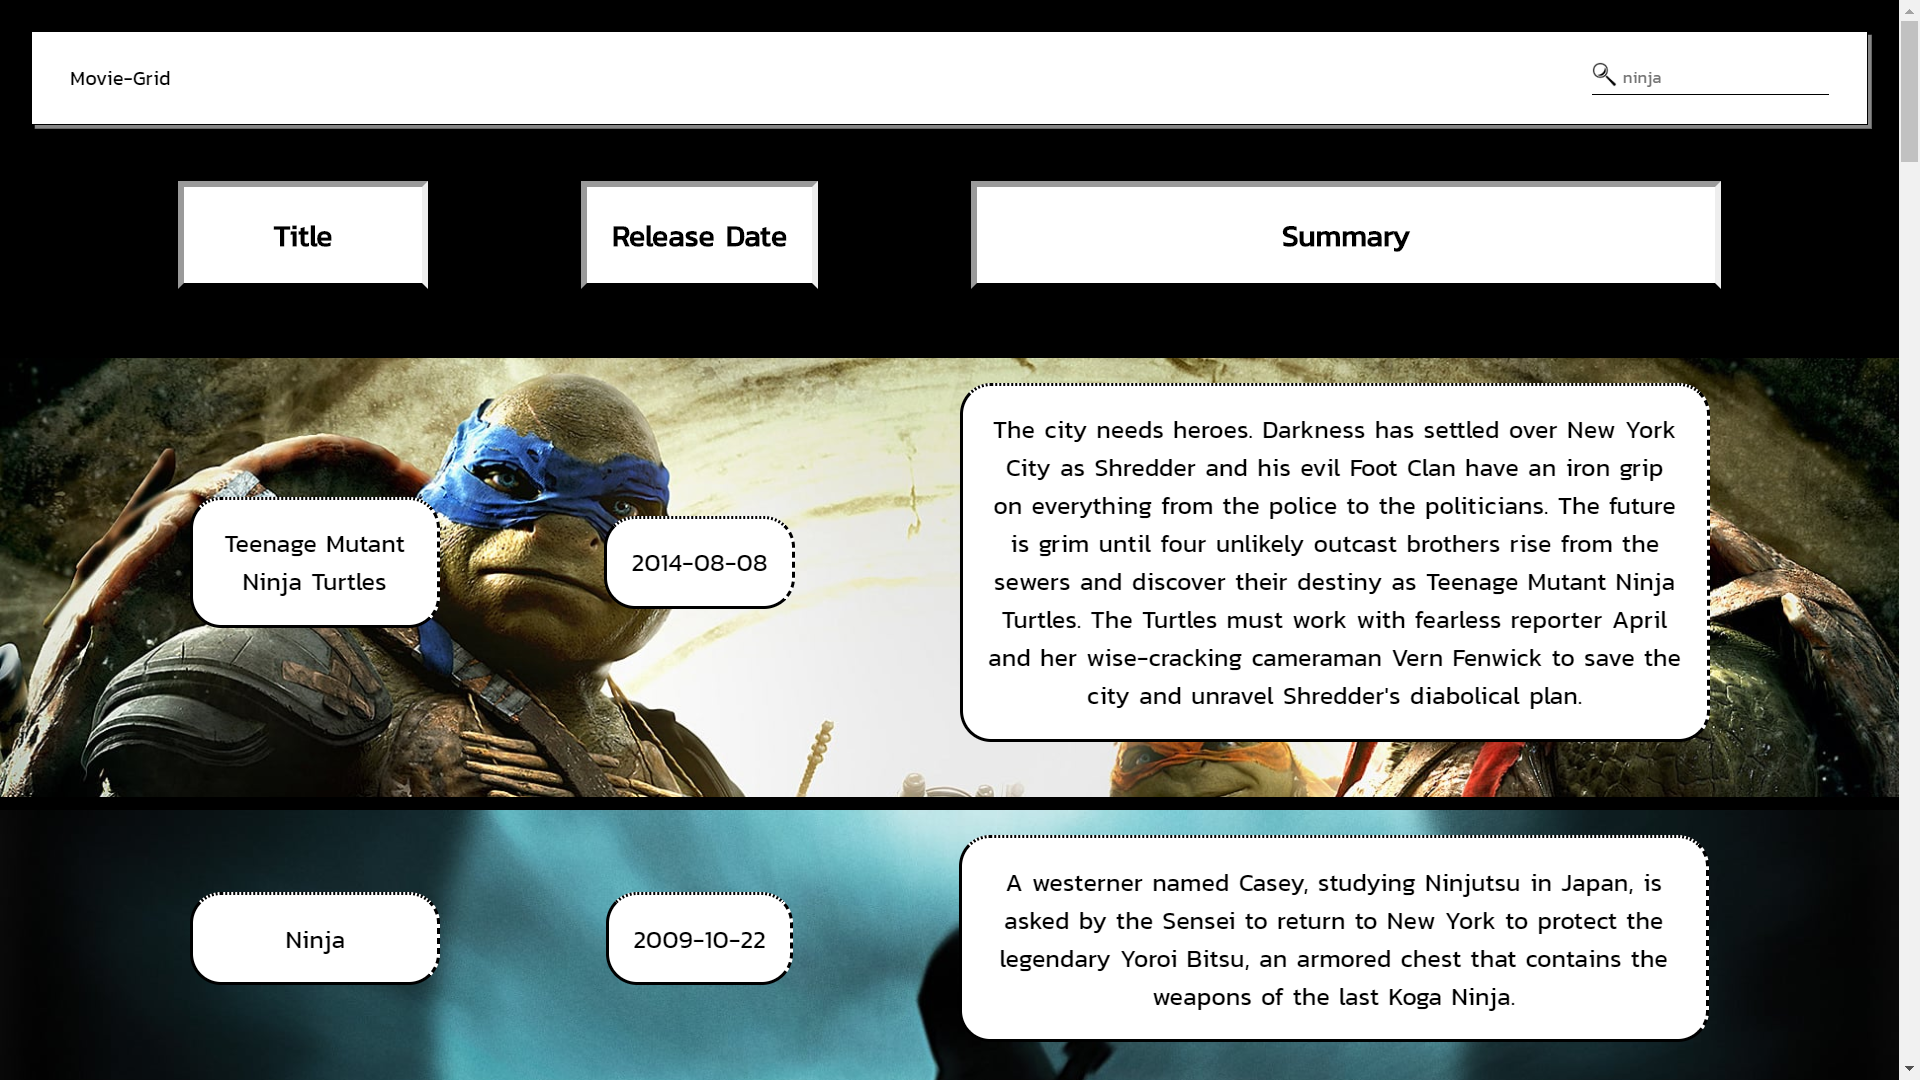 Movie-Grid
ninja
Title
Release Date
Summary
Teenage Mutant
Ninja Turtles
2014-08-08
The city needs heroes. Darkness has settled over New York
City as Shredder and his evil Foot Clan have an iron grip
on everything from the police to the politicians. The future
is grim until four unlikely outcast brothers rise from the
sewers and discover their destiny as Teenage Mutant Ninja
Turtles. The Turtles must work with fearless reporter April
and her wise-cracking cameraman Vern Fenwick to save the
city and unravel Shredder's diabolical plan.
Ninja
2009-10-22
A westerner named Casey, studying Ninjutsu in Japan, is
asked by the Sensei to return to New York to protect the
legendary Yoroi Bitsu, an armored chest that contains the
weapons of the last Koga Ninja.